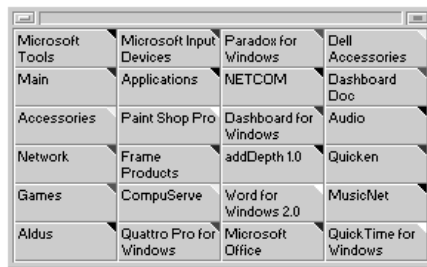 Microsoft Tools
Microsoft Input Devices
Paradox for Windows
Dell Accessories
Main
Applications
NETCOM
Dashboard Doc
Accessories
Paint Shop Pro
Dashboard for Windows
Audio
Network
Frame Products
addDepth 1.0
Quicken
Games
CompuServe
Word for Windows 2.0
MusicNet
Aldus
Quattro Pro for Windows
Microsoft Office
QuickTime for Windows